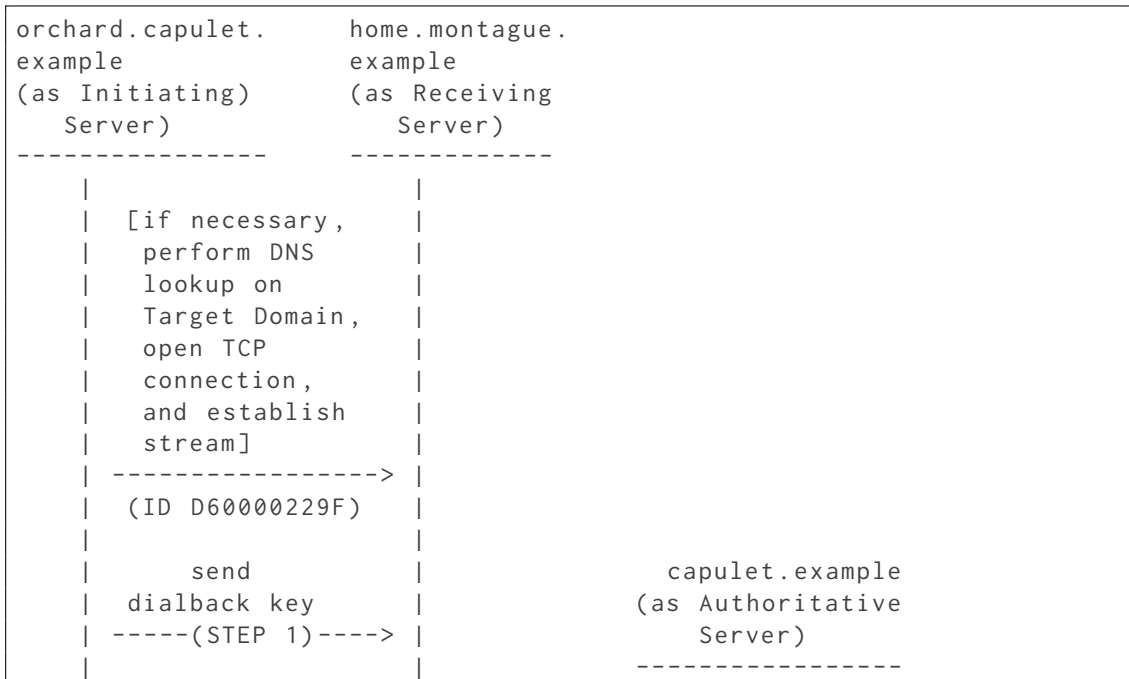 orchard.capulet.    home.montague.
example             example
(as Initiating)     (as Receiving
   Server)             Server)
----------------    -------------
    |                   |
    |  [if necessary,   |
    |   perform DNS     |
    |   lookup on       |
    |   Target Domain,  |
    |   open TCP        |
    |   connection,     |
    |   and establish   |
    |   stream]         |
    | -----------------> |
    |  (ID D60000229F)  |
    |                   |
    |      send         |              capulet.example
    |  dialback key     |            (as Authoritative
    | -----(STEP 1)----> |                Server)
    |                   |            -----------------